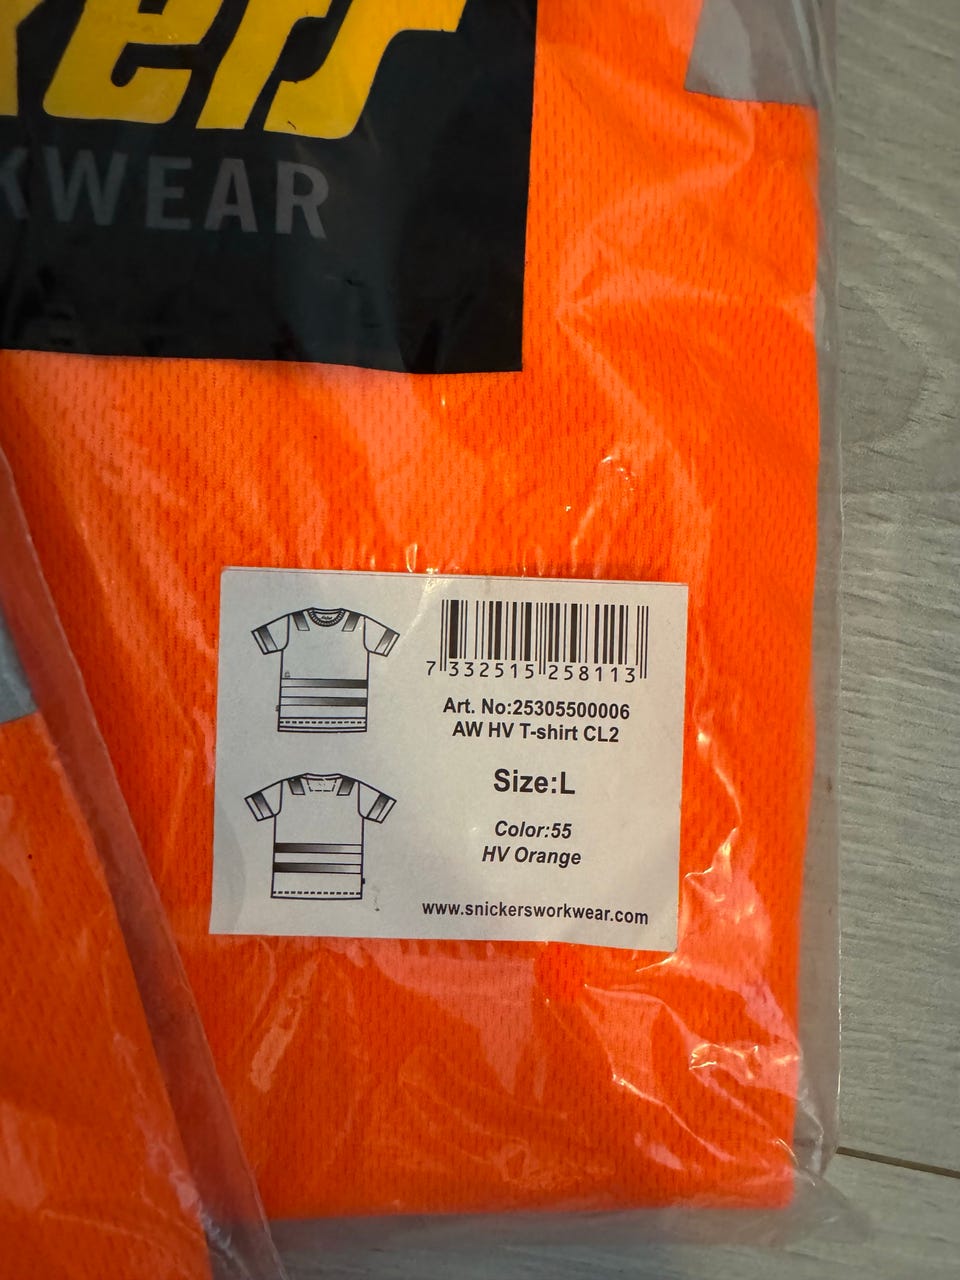 kers
KWEAR
7 332515 258113
Art. No:25305500006
AW HV T-shirt CL2
Size:L
Color:55
HV Orange
www.snickersworkwear.com